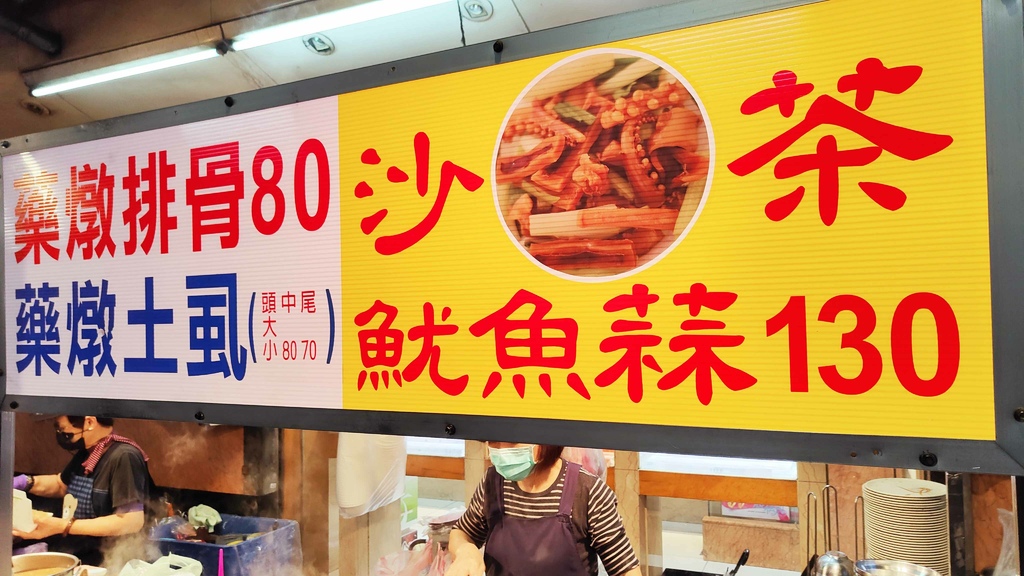 藥燉排骨80
藥燉土虱(
頭 中 尾
大
小 80 70
)
沙茶
魷魚蒜130